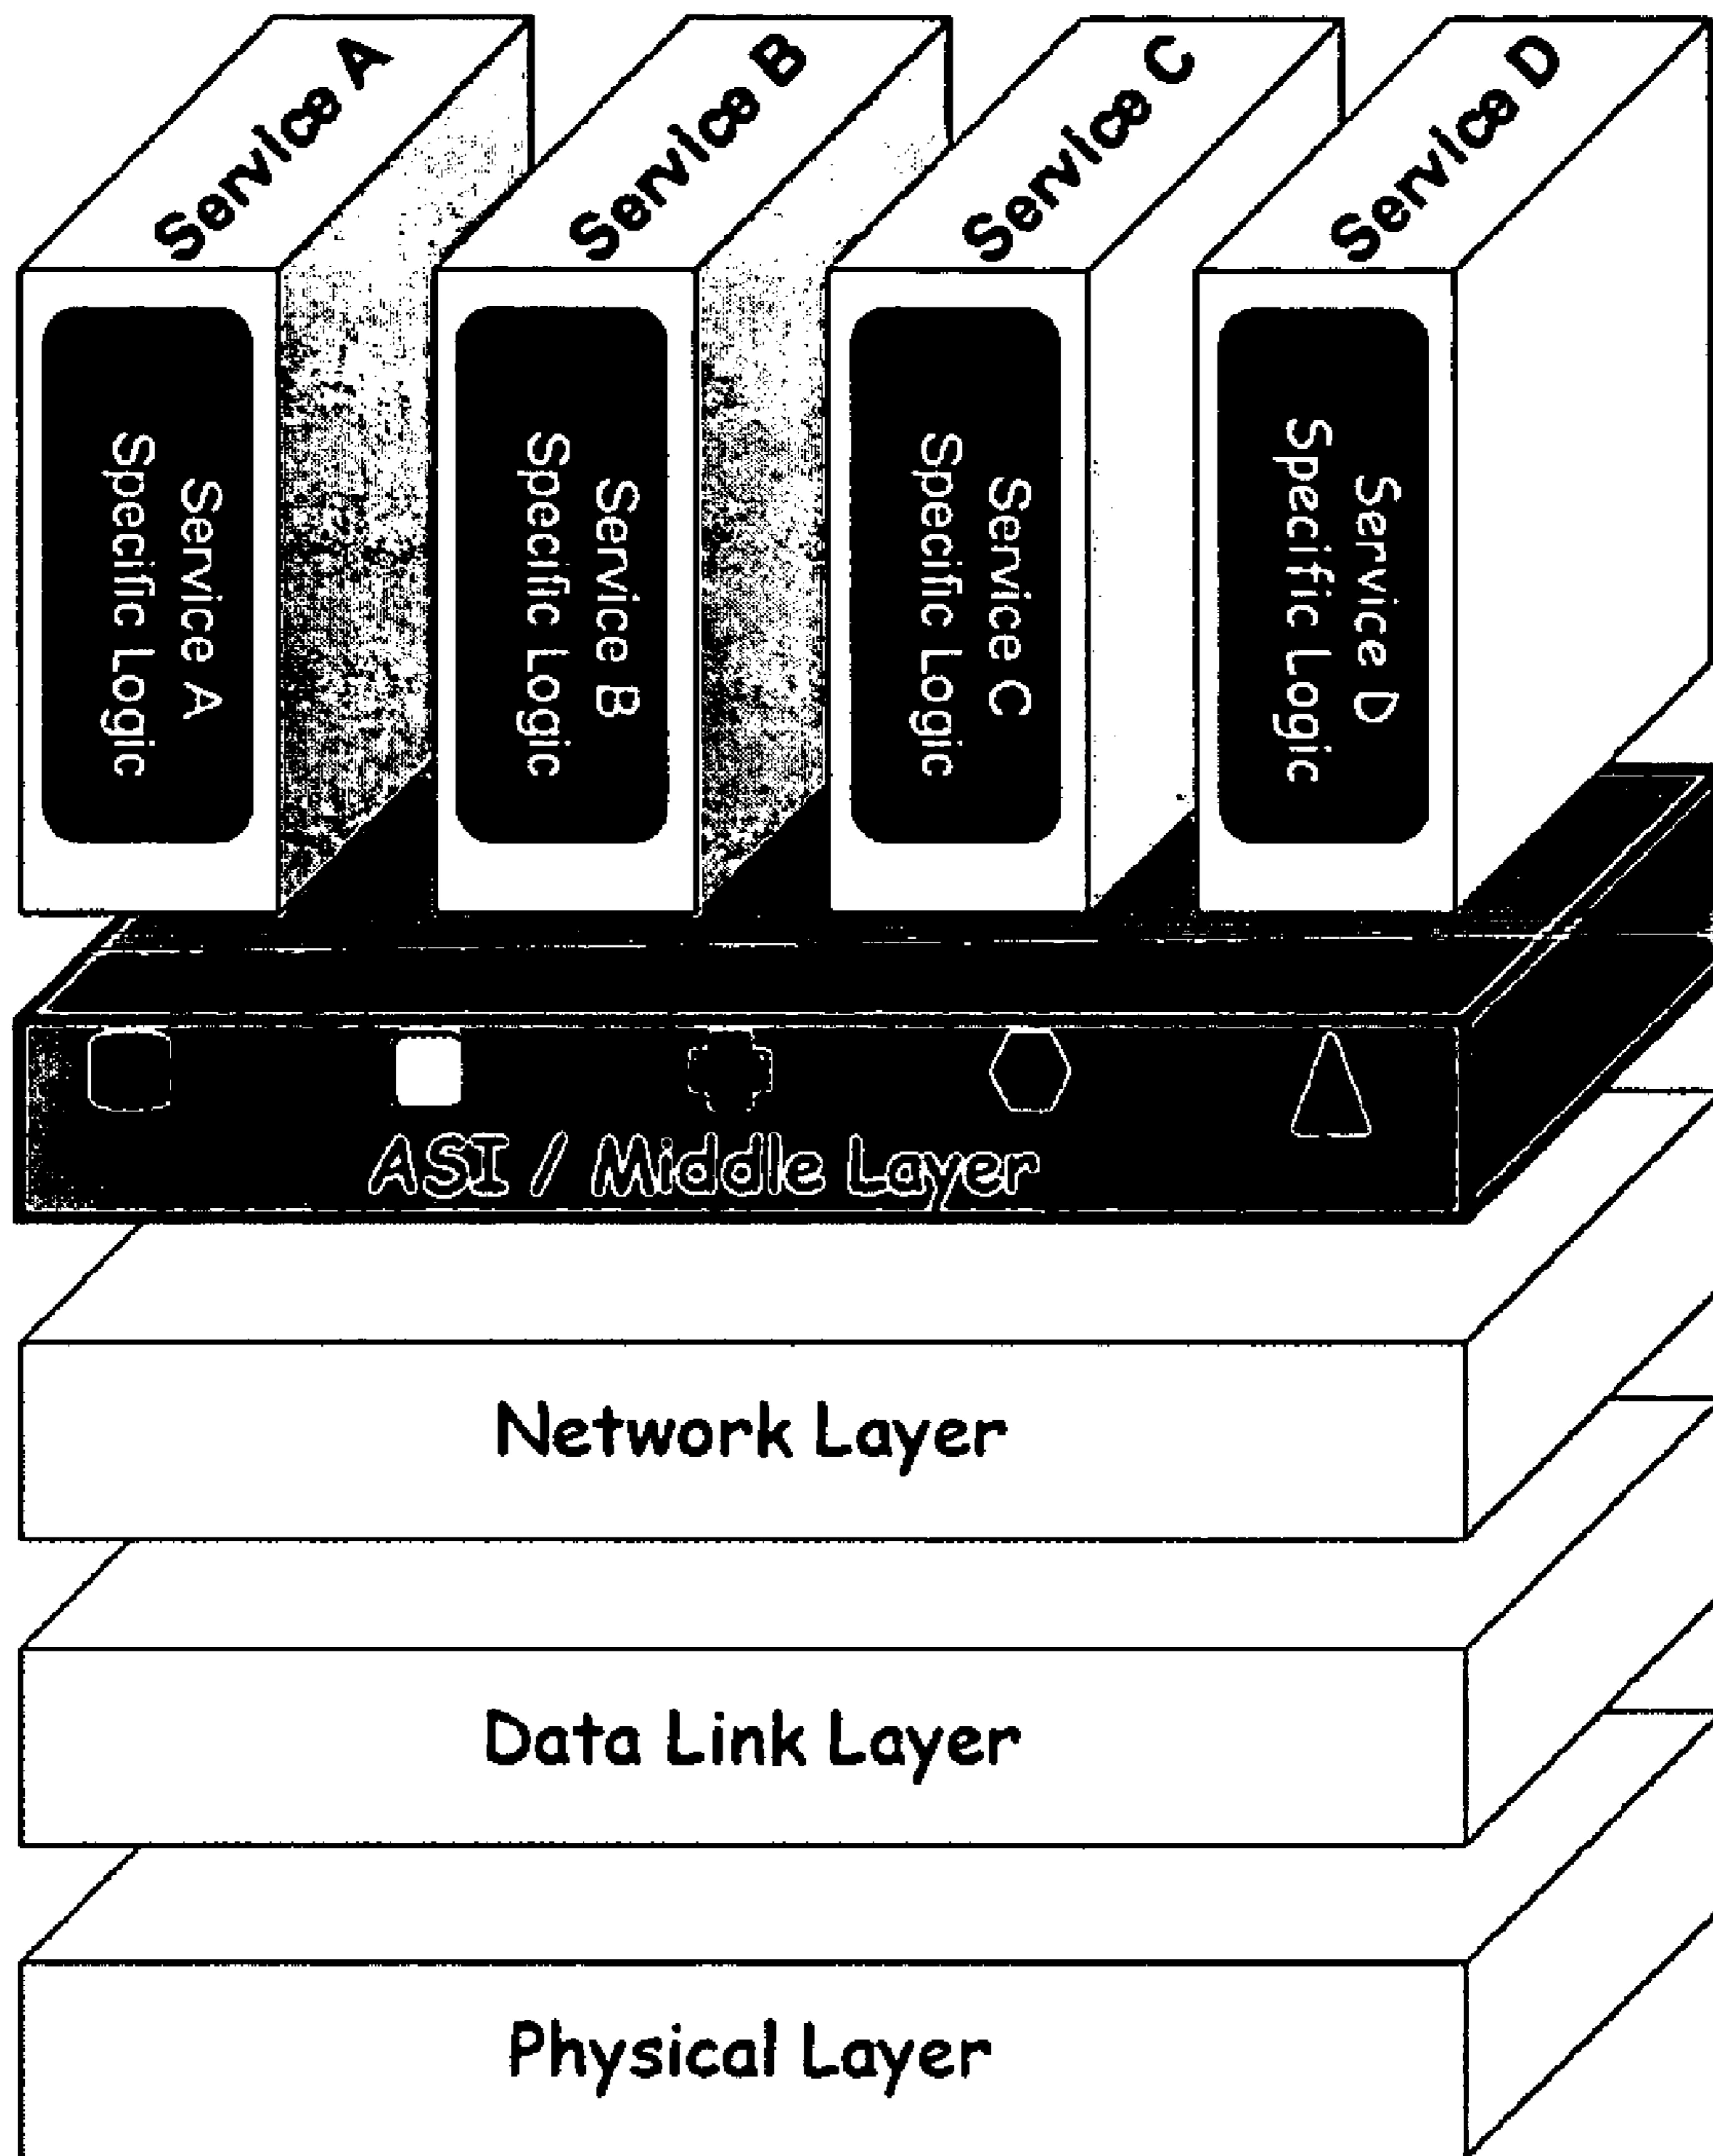 Service A
Service B
Service C
Service D
Service A
Specific Logic
Service B
Specific Logic
Service C
Specific Logic
Service D
Specific Logic
ASI / Middle Layer
Network Layer
Data Link Layer
Physical Layer